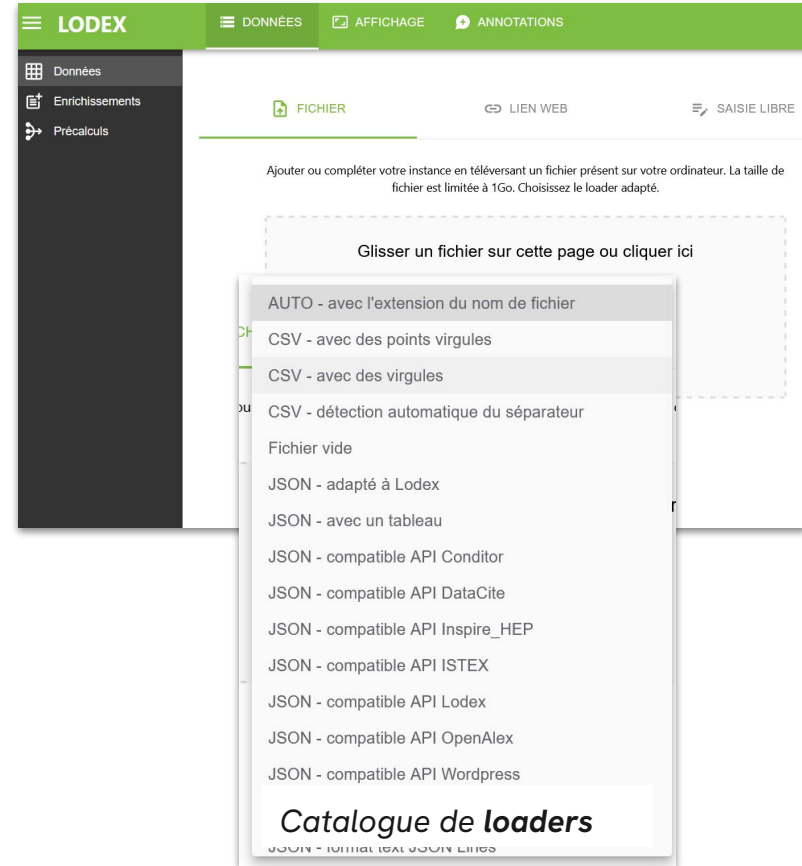 LODEX
DONNÉES
AFFICHAGE
ANNOTATIONS
Données
Enrichissements
Précalculs
FICHIER
LIEN WEB
SAISIE LIBRE
Ajouter ou compléter votre instance en téléversant un fichier présent sur votre ordinateur. La taille de
fichier est limitée à 1Go. Choisissez le loader adapté.
Glisser un fichier sur cette page ou cliquer ici
AUTO - avec l'extension du nom de fichier
CSV - avec des points virgules
CSV - avec des virgules
CSV - détection automatique du séparateur
Fichier vide
JSON - adapté à Lodex
JSON - avec un tableau
JSON - compatible API Conditor
JSON - compatible API DataCite
JSON - compatible API Inspire_HEP
JSON - compatible API ISTEX
JSON - compatible API Lodex
JSON - compatible API OpenAlex
JSON - compatible API Wordpress
Catalogue de loaders
JSON - format text JSON Lines